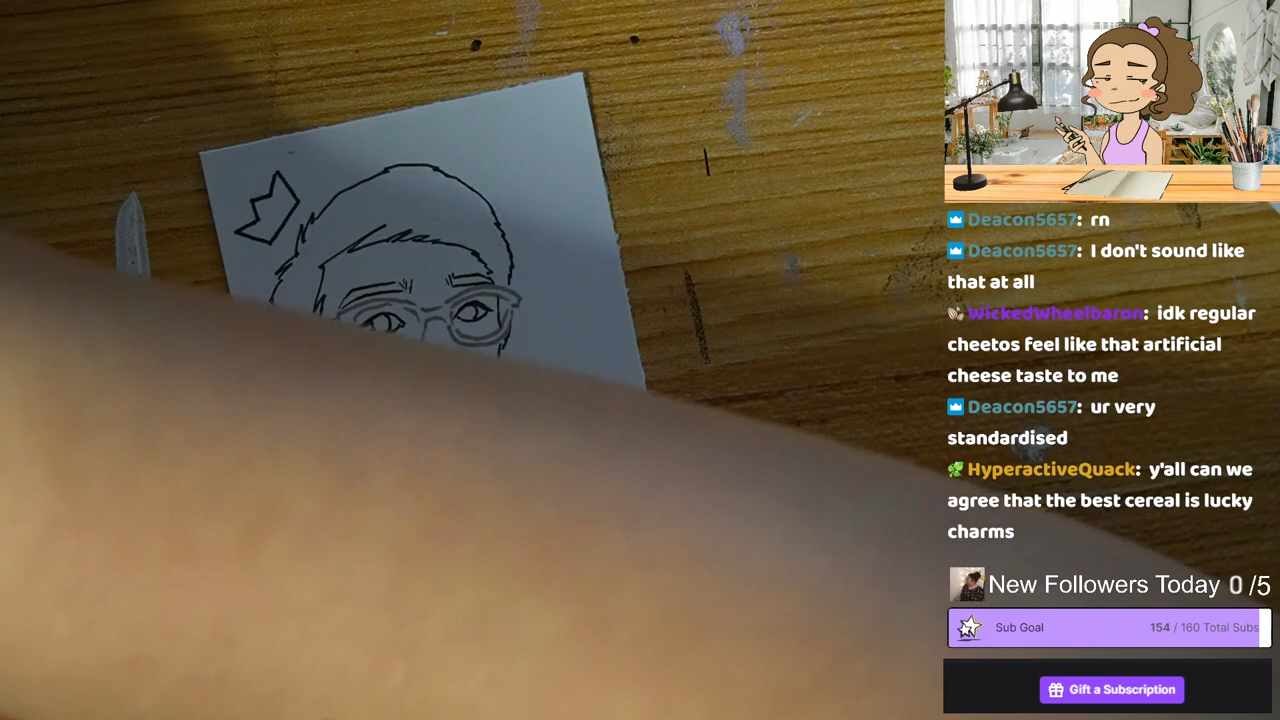 Deacon5657: rn
Deacon5657: I don't sound like
that at all
WickedWheelbaron: idk regular
cheetos feel like that artificial
cheese taste to me
Deacon5657: ur very
standardised
HyperactiveQuack: y'all can we
agree that the best cereal is lucky
charms
New Followers Today 0 /5
Sub Goal 154 / 160 Total Subs
Gift a Subscription